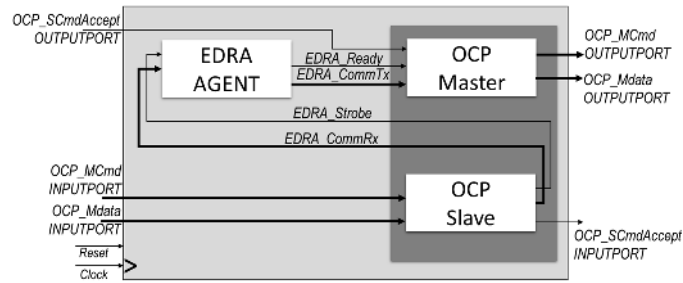 OCP_SCmdAccept
OUTPUTPORT
EDRA
AGENT
EDRA_Ready
EDRA_CommTx
OCP
Master
OCP_MCmd
OUTPUTPORT
OCP_Mdata
OUTPUTPORT
EDRA_Strobe
EDRA_CommRx
OCP_MCmd
INPUTPORT
OCP_Mdata
INPUTPORT
OCP
Slave
OCP_SCmdAccept
INPUTPORT
Reset
Clock